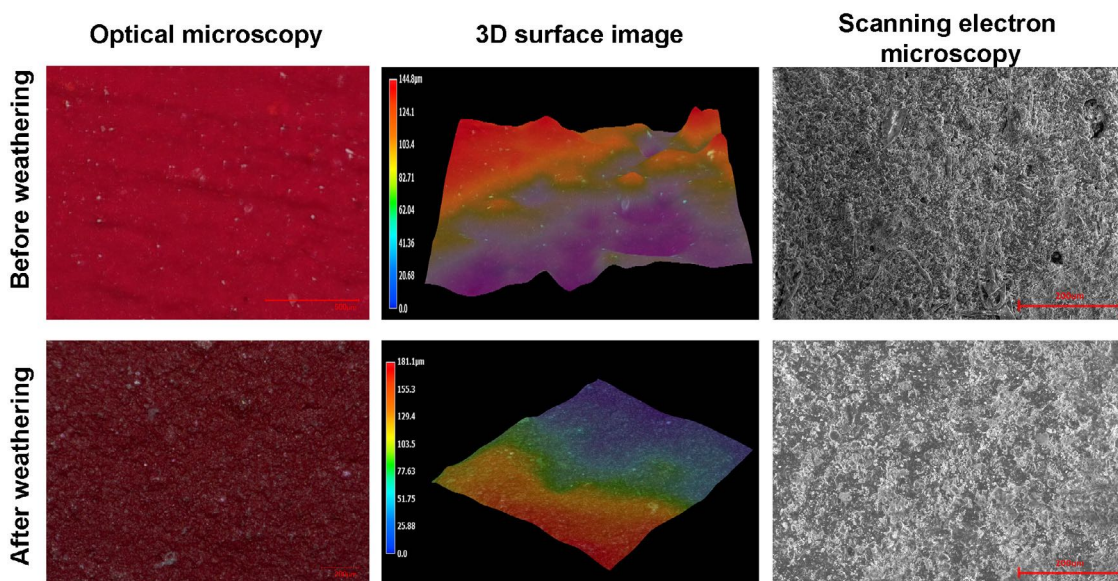 Optical microscopy
3D surface image
Scanning electron
microscopy
Before weathering
144.8µm
124.1
103.4
82.71
62.04
41.36
20.68
0.0
After weathering
181.1µm
155.3
129.4
103.5
77.63
51.75
25.88
0.0